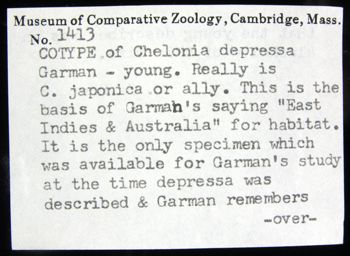 Museum of Comparative Zoology, Cambridge, Mass.
No. 1413
COTYPE of Chelonia depressa
Garman - young. Really is
C. japonica or ally. This is the
basis of Garman's saying "East
Indies & Australia" for habitat.
It is the only specimen which
was available for Garman's study
at the time depressa was
described & Garman remembers
-over-